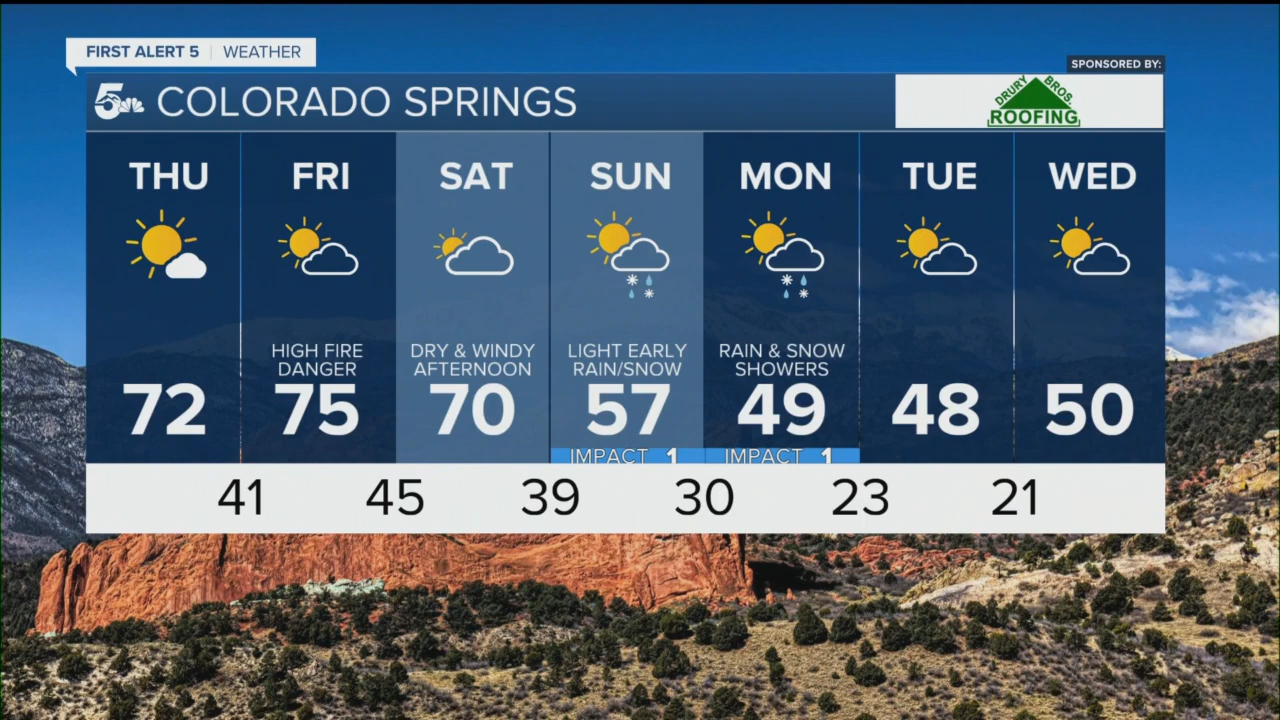 FIRST ALERT 5 | WEATHER
SPONSORED BY:
5 COLORADO SPRINGS
DRURY BROS.
ROOFING
THU FRI SAT SUN MON TUE WED
HIGH FIRE DRY & WINDY LIGHT EARLY RAIN & SNOW
DANGER AFTERNOON RAIN/SNOW SHOWERS
72 75 70 57 49 48 50
IMPACT 1 IMPACT 1
41 45 39 30 23 21